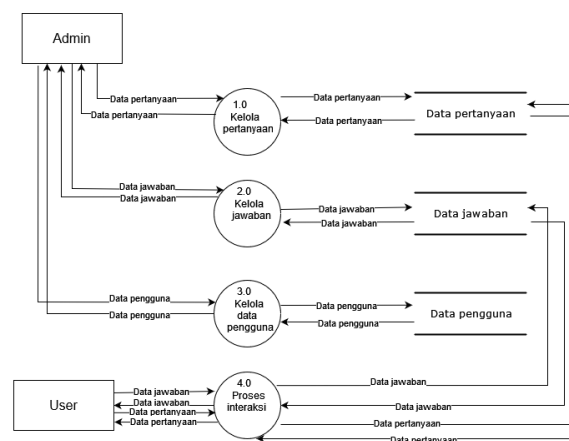 Admin
Data pertanyaan
Data pertanyaan
1.0
Kelola
pertanyaan
Data pertanyaan
Data pertanyaan
Data pertanyaan
Data jawaban
Data jawaban
2.0
Kelola
jawaban
Data jawaban
Data jawaban
Data jawaban
Data pengguna
Data pengguna
3.0
Kelola
data
pengguna
Data pengguna
Data pengguna
Data pengguna
User
Data jawaban
Data jawaban
Data pertanyaan
Data pertanyaan
4.0
Proses
interaksi
Data jawaban
Data jawaban
Data pertanyaan
Data pertanyaan